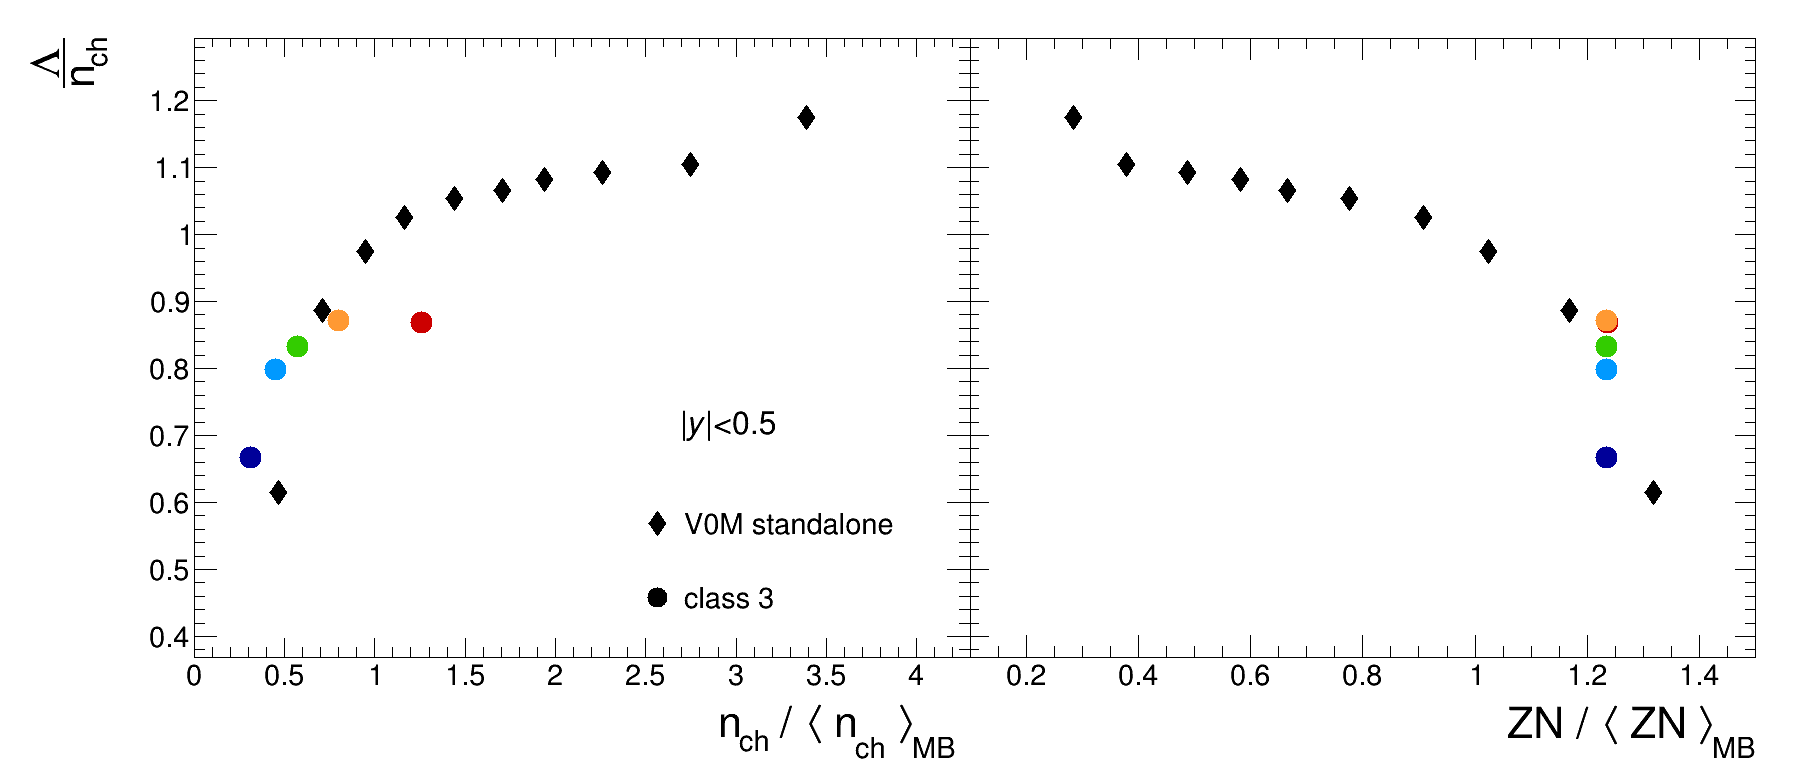 Λ
n_ch
1.2
1.1
1
0.9
0.8
0.7
0.6
0.5
0.4
|y|<0.5
V0M standalone
class 3
0 0.5 1 1.5 2 2.5 3 3.5 4
0.2 0.4 0.6 0.8 1 1.2 1.4
n_ch / ⟨ n_ch ⟩_MB
ZN / ⟨ ZN ⟩_MB